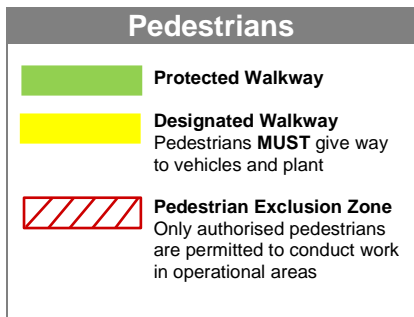 Pedestrians
Protected Walkway
Designated Walkway
Pedestrians MUST give way
to vehicles and plant
Pedestrian Exclusion Zone
Only authorised pedestrians
are permitted to conduct work
in operational areas